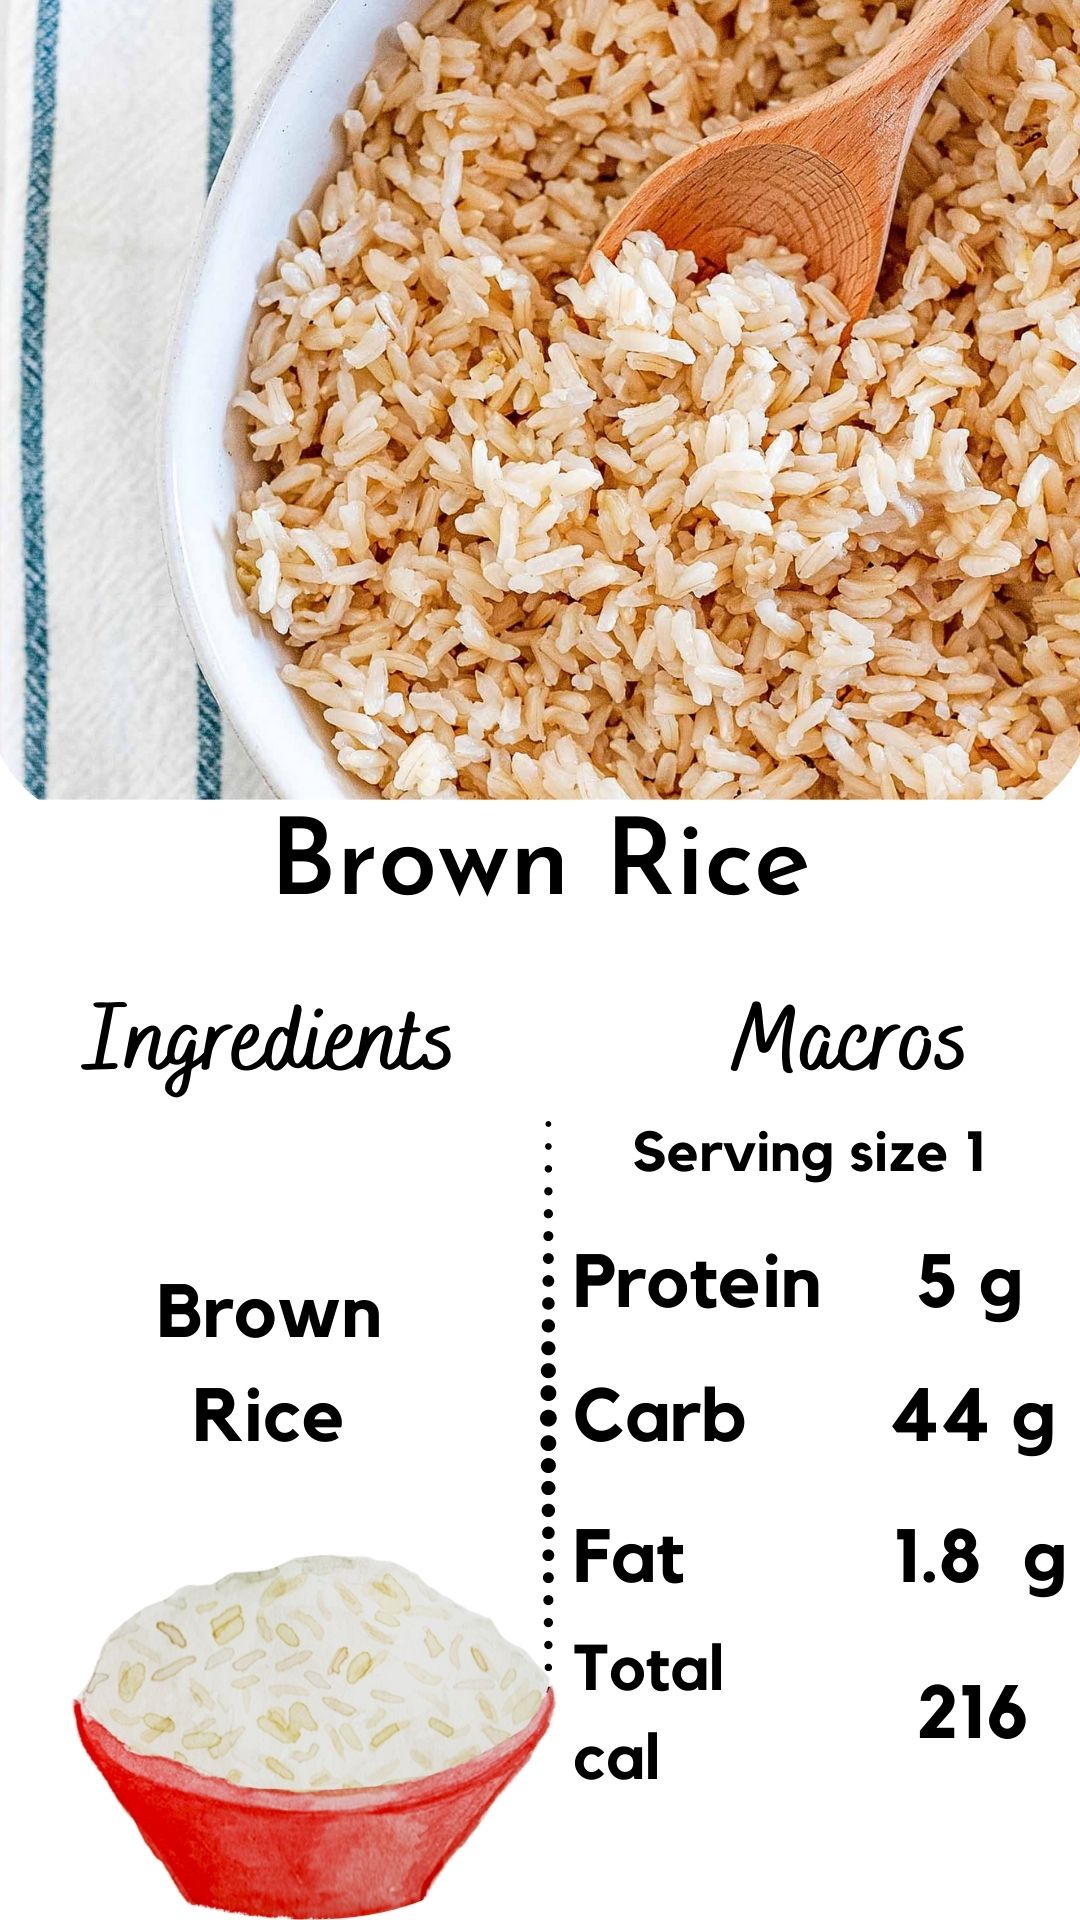 Brown Rice
Ingredients
Brown
Rice
Macros
Serving size 1
Protein 5 g
Carb 44 g
Fat 1.8 g
Total
cal
216